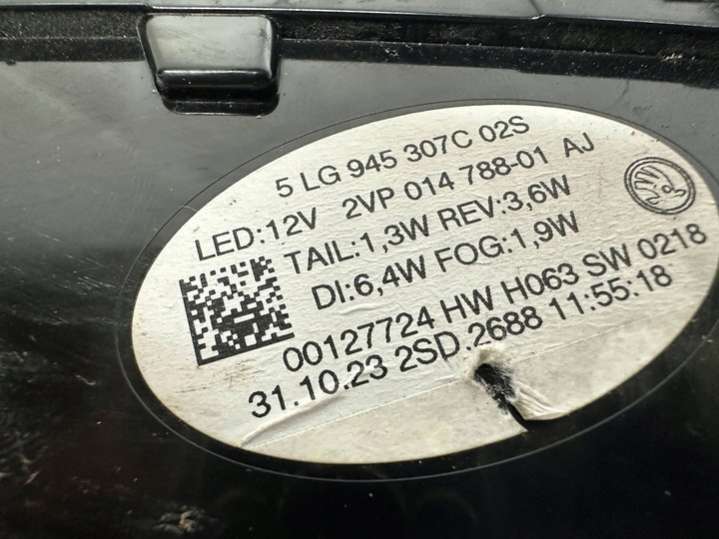 5 LG 945 307C 02S
LED:12V 2VP 014 788-01 AJ
TAIL:1,3W REV:3,6W
DI:6,4W FOG:1,9W
00127724 HW H063 SW 0218
31.10.23 2SD.2688 11:55:18